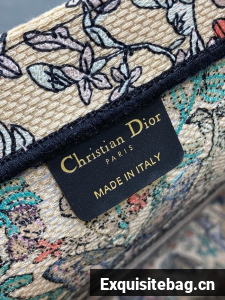 Christian Dior
PARIS
MADE IN ITALY
Exquisitebag.cn